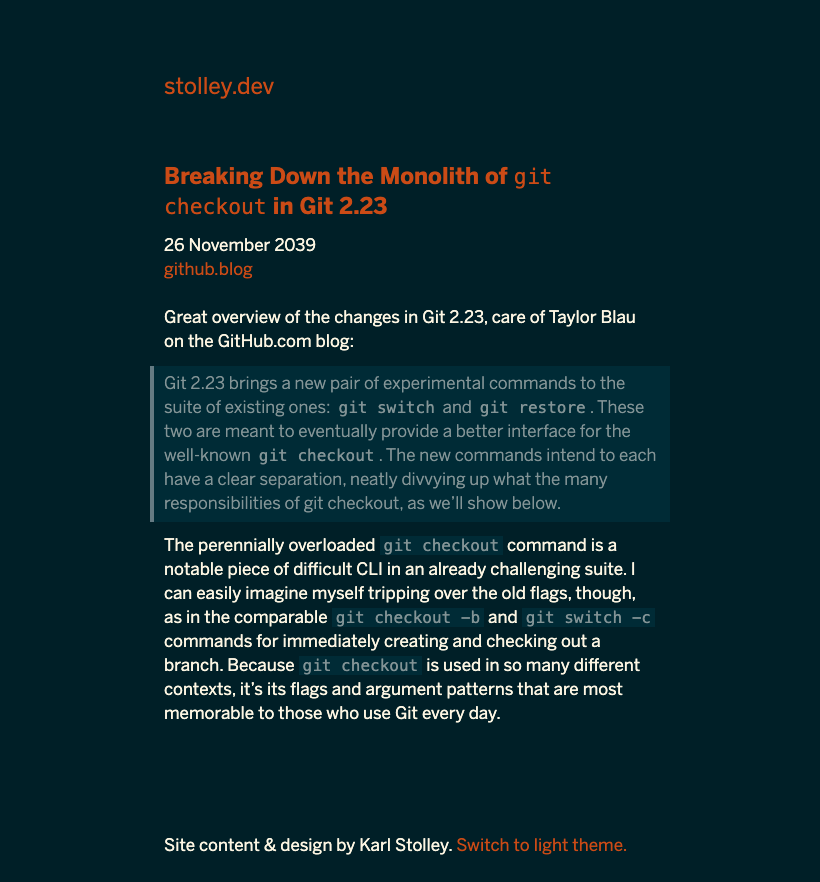 stolley.dev
Breaking Down the Monolith of git
checkout in Git 2.23
26 November 2039
github.blog
Great overview of the changes in Git 2.23, care of Taylor Blau
on the GitHub.com blog:
Git 2.23 brings a new pair of experimental commands to the
suite of existing ones: git switch and git restore. These
two are meant to eventually provide a better interface for the
well-known git checkout. The new commands intend to each
have a clear separation, neatly divvying up what the many
responsibilities of git checkout, as we’ll show below.
The perennially overloaded git checkout command is a
notable piece of difficult CLI in an already challenging suite. I
can easily imagine myself tripping over the old flags, though,
as in the comparable git checkout -b and git switch -c
commands for immediately creating and checking out a
branch. Because git checkout is used in so many different
contexts, it’s its flags and argument patterns that are most
memorable to those who use Git every day.
Site content & design by Karl Stolley. Switch to light theme.